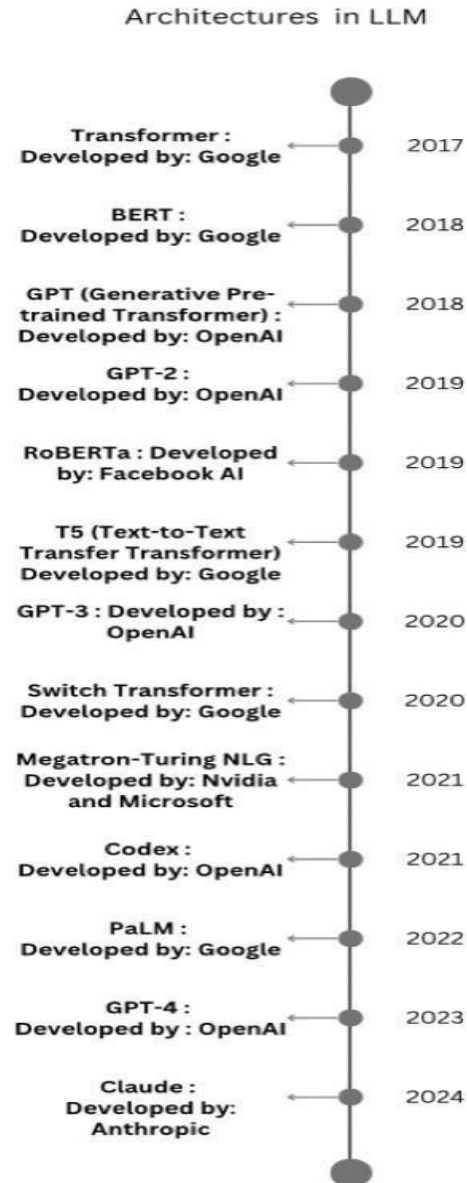 Architectures in LLM
Transformer :
Developed by: Google
2017
BERT :
Developed by: Google
2018
GPT (Generative Pre-
trained Transformer) :
Developed by: OpenAI
2018
GPT-2 :
Developed by: OpenAI
2019
RoBERTa : Developed
by: Facebook AI
2019
T5 (Text-to-Text
Transfer Transformer)
Developed by: Google
2019
GPT-3 : Developed by :
OpenAI
2020
Switch Transformer :
Developed by: Google
2020
Megatron-Turing NLG :
Developed by: Nvidia
and Microsoft
2021
Codex :
Developed by: OpenAI
2021
PaLM :
Developed by: Google
2022
GPT-4 :
Developed by : OpenAI
2023
Claude :
Developed by:
Anthropic
2024